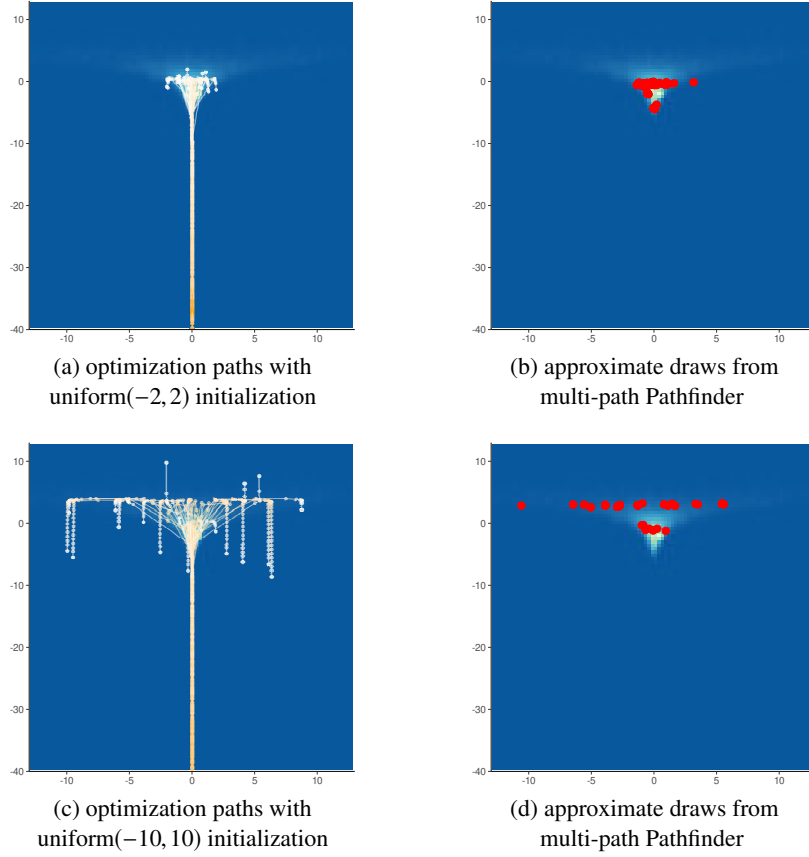 10
0
-10
-20
-30
-40
-10 -5 0 5 10
(a) optimization paths with
uniform(−2, 2) initialization
10
0
-10
-20
-30
-40
-10 -5 0 5 10
(b) approximate draws from
multi-path Pathfinder
10
0
-10
-20
-30
-40
-10 -5 0 5 10
(c) optimization paths with
uniform(−10, 10) initialization
10
0
-10
-20
-30
-40
-10 -5 0 5 10
(d) approximate draws from
multi-path Pathfinder